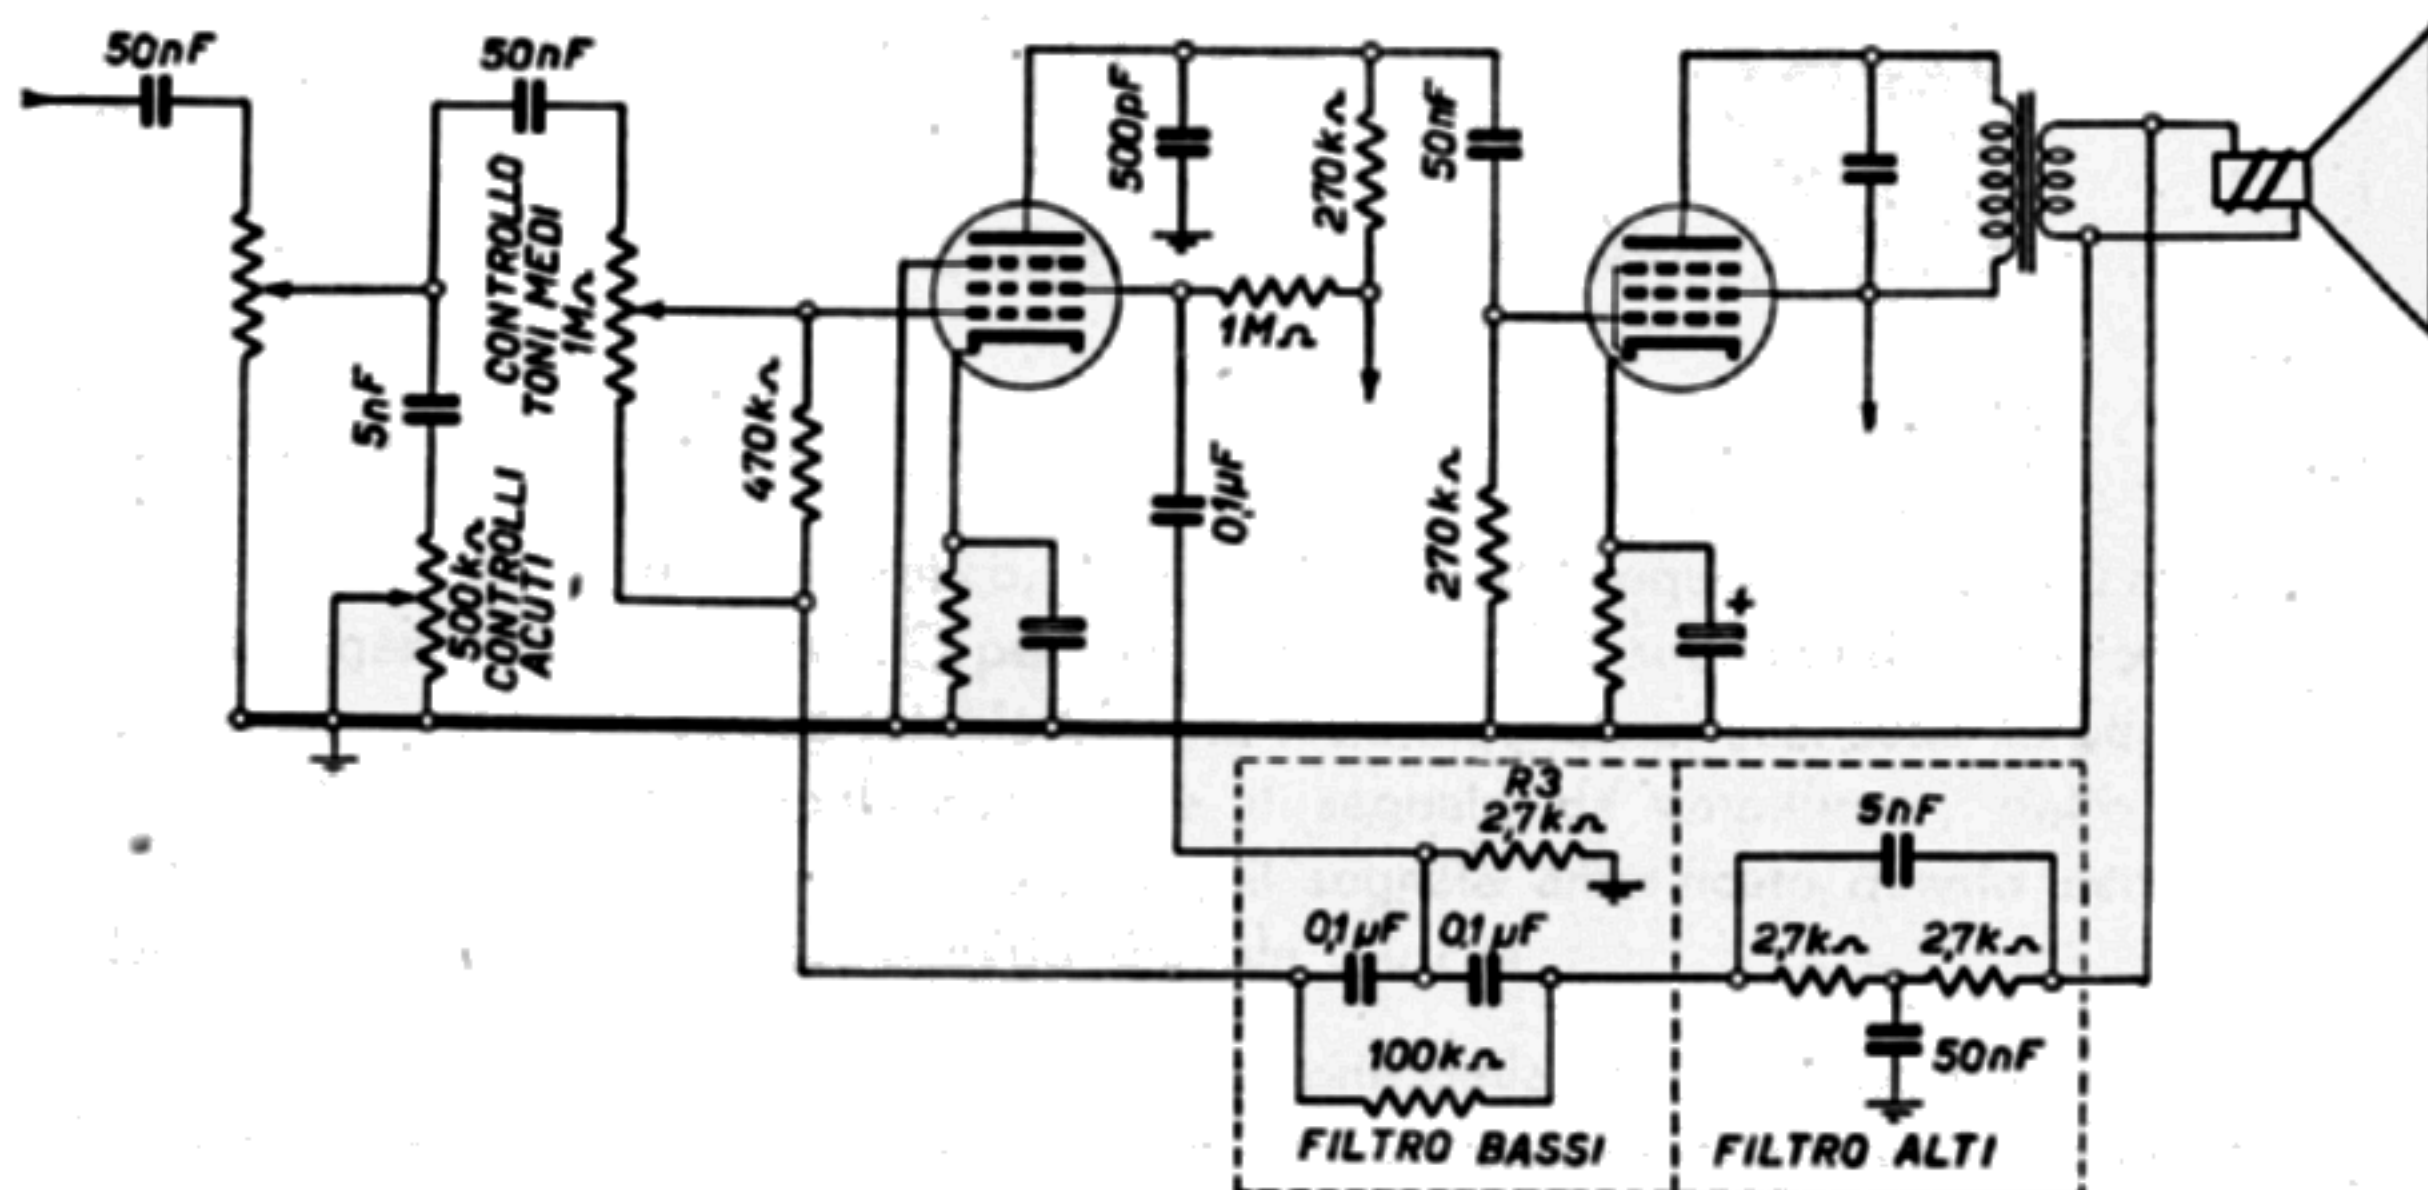 50nF
50nF
CONTROLLO
TONI MEDI
1MΩ
5nF
500kΩ
CONTROLLI
ACUTI
470kΩ
500pF
270kΩ
50nF
1MΩ
0,1µF
270kΩ
+
R3
2,7kΩ
5nF
0,1µF
0,1µF
2,7kΩ
2,7kΩ
100kΩ
50nF
FILTRO BASSI
FILTRO ALTI